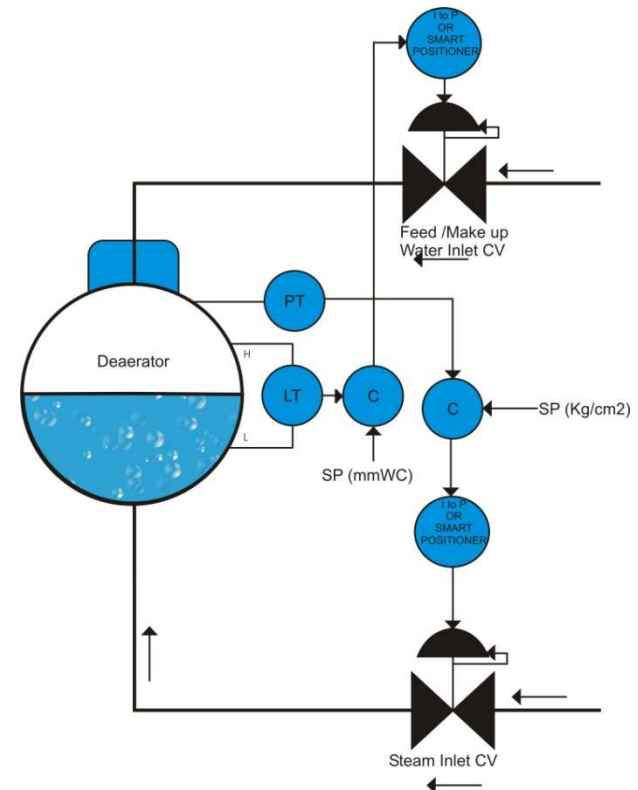 I to P
OR
SMART
POSITIONER
Feed /Make up
Water Inlet CV
PT
Deaerator
H
LT
C
C
SP (Kg/cm2)
L
SP (mmWC)
I to P
OR
SMART
POSITIONER
Steam Inlet CV